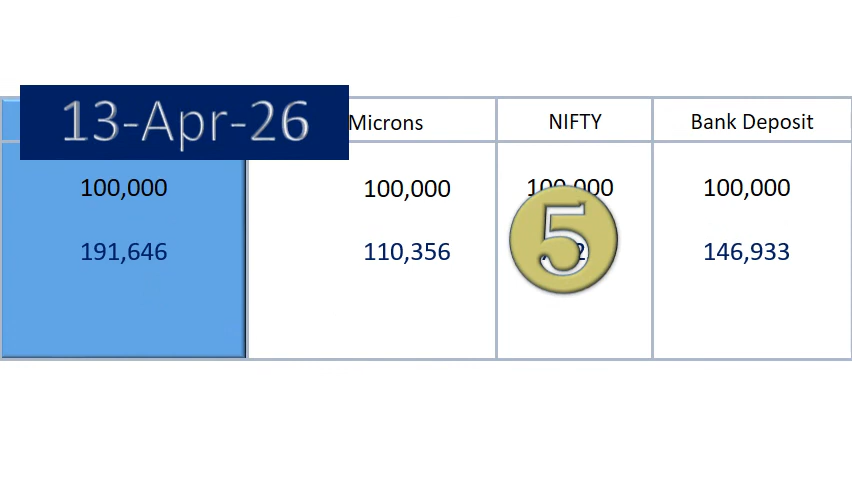 13-Apr-26
Microns NIFTY Bank Deposit
100,000 100,000 100,000 100,000
191,646 110,356 146,933
5